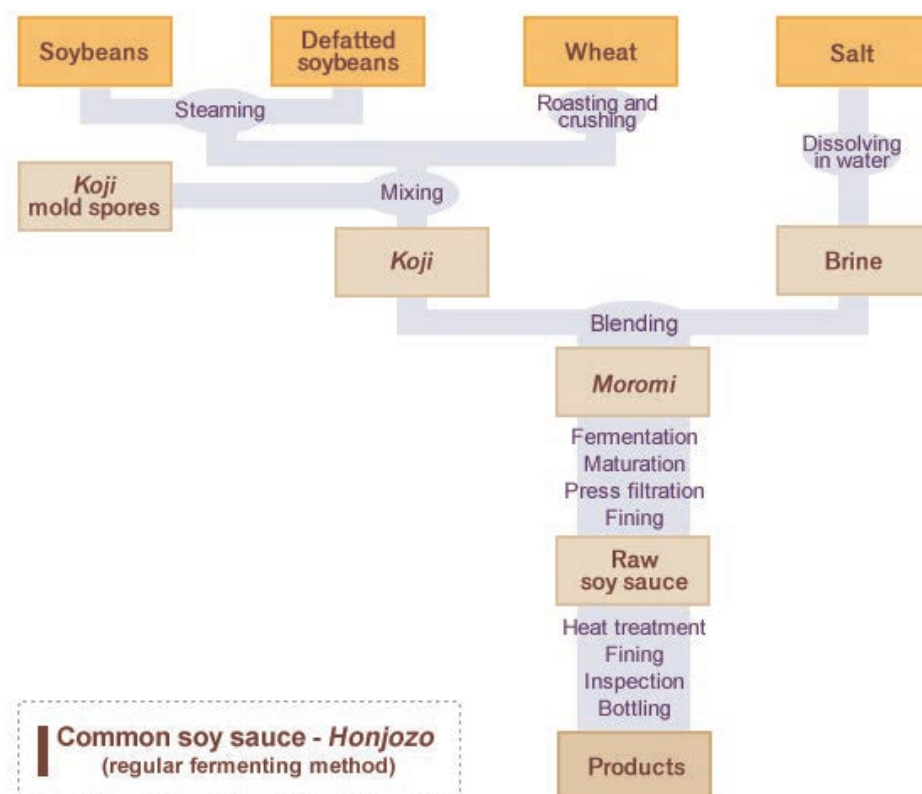 Soybeans
Defatted
soybeans
Wheat
Salt
Steaming
Roasting and
crushing
Dissolving
in water
Koji
mold spores
Mixing
Koji
Brine
Blending
Moromi
Fermentation
Maturation
Press filtration
Fining
Raw
soy sauce
Heat treatment
Fining
Inspection
Bottling
Products
Common soy sauce - Honjozo
(regular fermenting method)